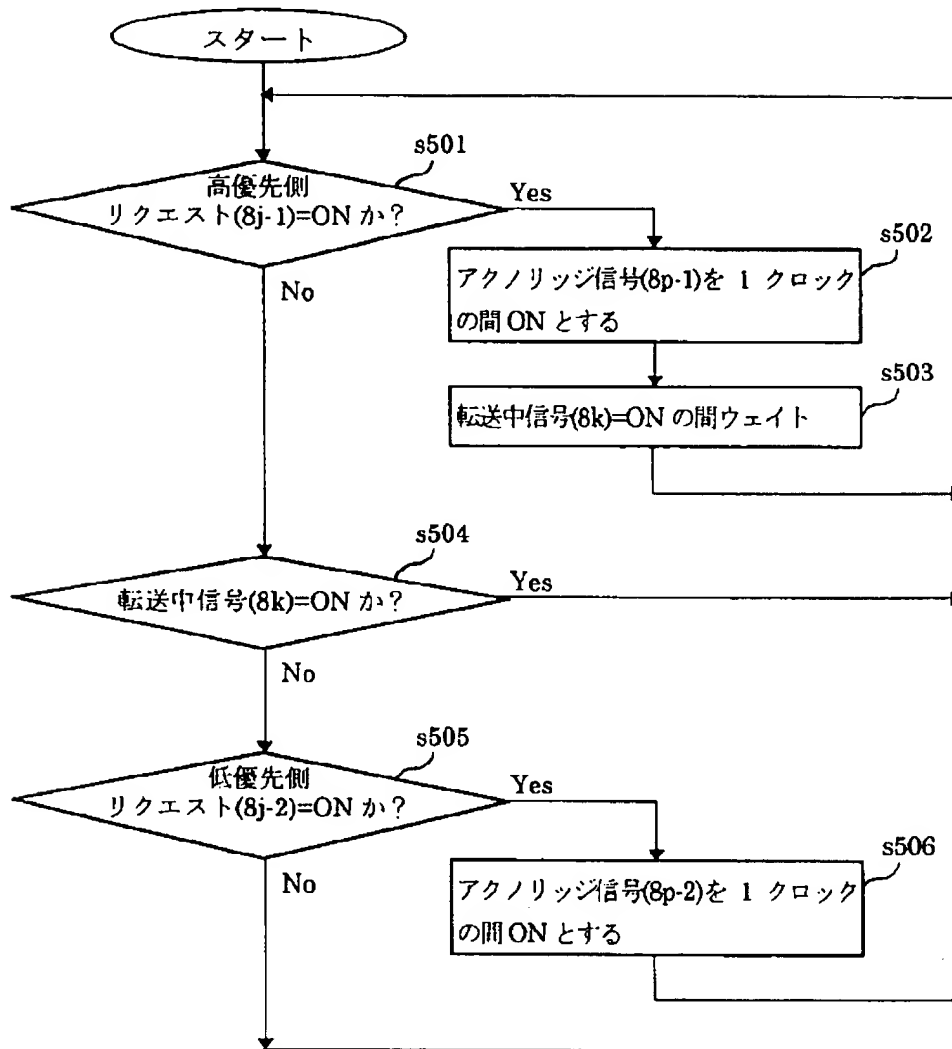 スタート
s501
高優先側
リクエスト(8j-1)=ONか?
Yes
No
s502
アクノリッジ信号(8p-1)を 1 クロック
の間ONとする
s503
転送中信号(8k)=ONの間ウェイト
s504
転送中信号(8k)=ONか?
Yes
No
s505
低優先側
リクエスト(8j-2)=ONか?
Yes
No
s506
アクノリッジ信号(8p-2)を 1 クロック
の間ONとする